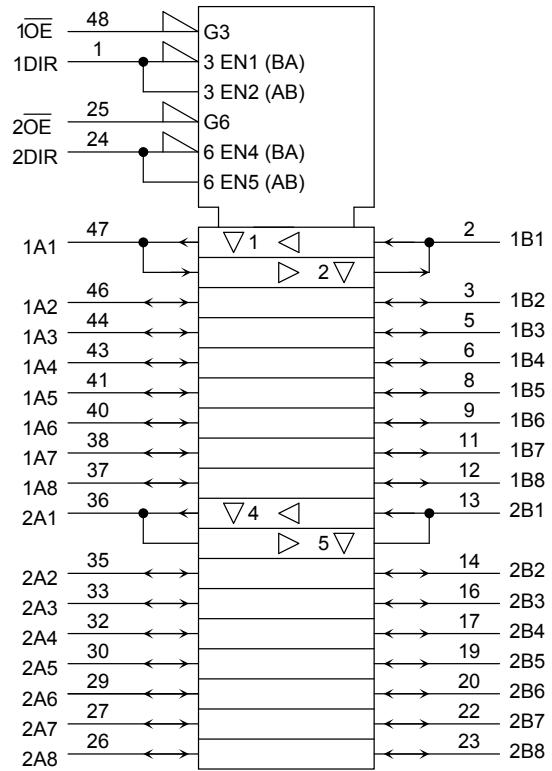 1OE 48 G3
1DIR 1 3 EN1 (BA)
3 EN2 (AB)
2OE 25 G6
2DIR 24 6 EN4 (BA)
6 EN5 (AB)
1A1 47 1 2 1B1
2
1A2 46 3 1B2
1A3 44 5 1B3
1A4 43 6 1B4
1A5 41 8 1B5
1A6 40 9 1B6
1A7 38 11 1B7
1A8 37 12 1B8
2A1 36 4 13 2B1
5
2A2 35 14 2B2
2A3 33 16 2B3
2A4 32 17 2B4
2A5 30 19 2B5
2A6 29 20 2B6
2A7 27 22 2B7
2A8 26 23 2B8